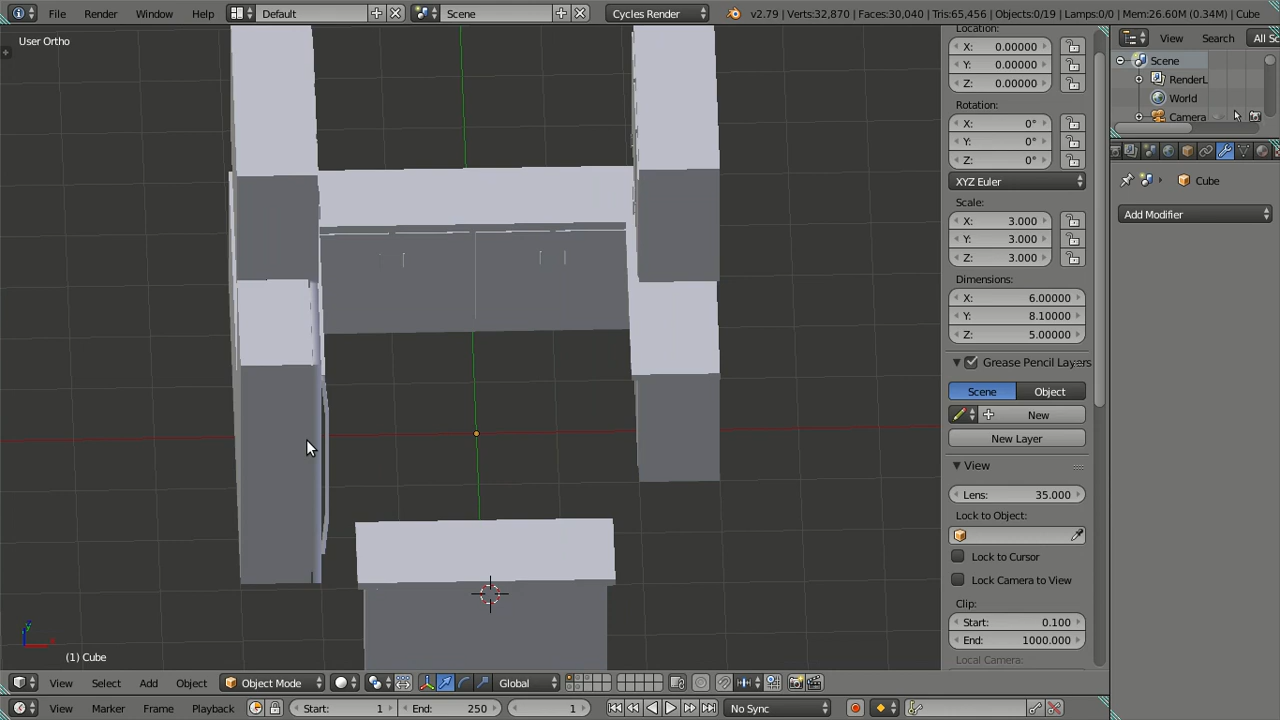 File Render Window Help Default Scene Cycles Render v2.79 | Verts:32,870 | Faces:30,040 | Tris:65,456 | Objects:0/19 | Lamps:0/0 | Mem:26.60M (0.34M) | Cube
User Ortho
Location:
X: 0.00000
Y: 0.00000
Z: 0.00000
Rotation:
X: 0°
Y: 0°
Z: 0°
XYZ Euler
Scale:
X: 3.000
Y: 3.000
Z: 3.000
Dimensions:
X: 6.00000
Y: 8.10000
Z: 5.00000
Grease Pencil Layers
Scene Object
New
New Layer
View
Lens: 35.000
Lock to Object:
Lock to Cursor
Lock Camera to View
Clip:
Start: 0.100
End: 1000.000
Local Camera:
View Search All Sc
Scene
RenderL
World
Camera
Cube
Add Modifier
y
x
(1) Cube
View Select Add Object Object Mode Global
View Marker Frame Playback Start: 1 End: 250 1 No Sync